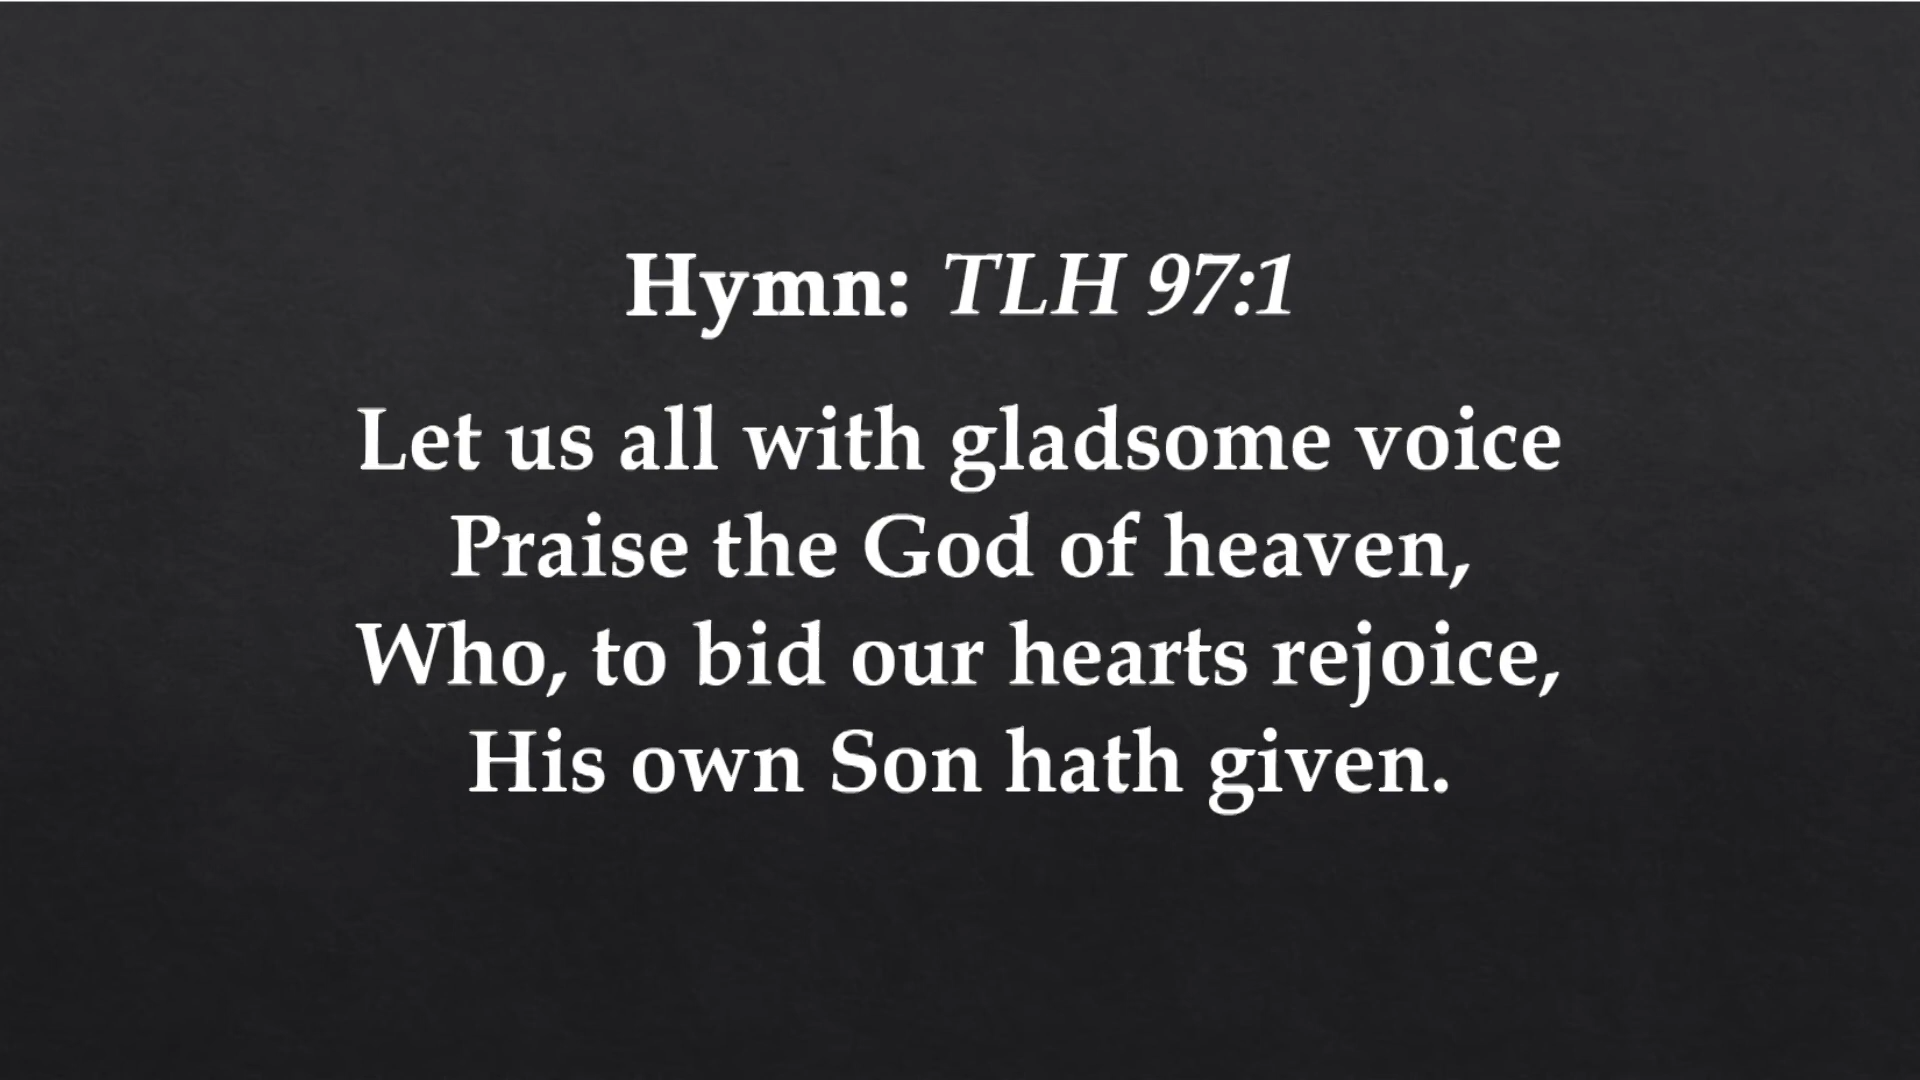 Hymn: TLH 97:1
Let us all with gladsome voice
Praise the God of heaven,
Who, to bid our hearts rejoice,
His own Son hath given.